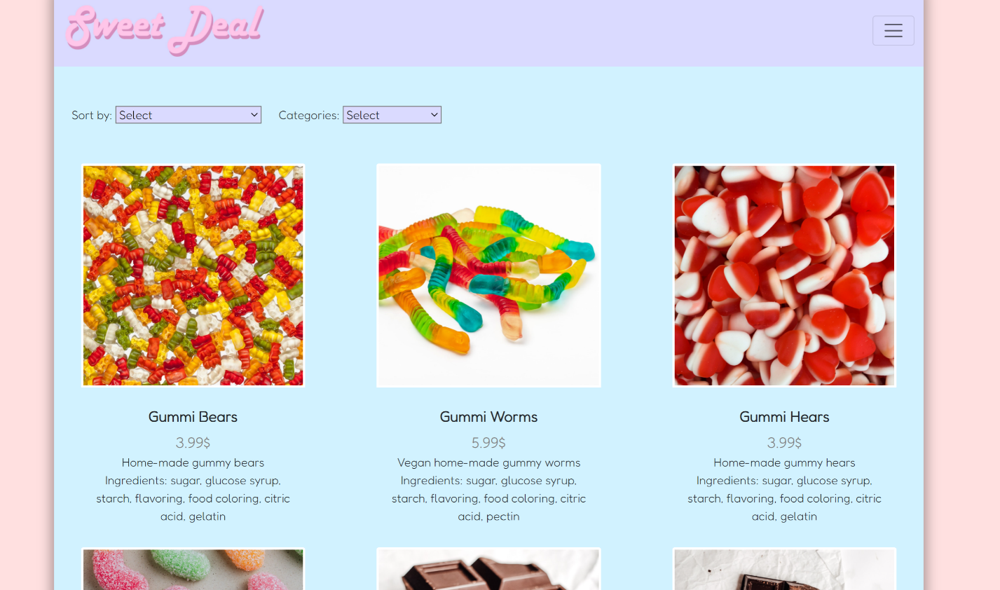 Sweet Deal
Sort by: Select Categories: Select
Gummi Bears
3.99$
Home-made gummy bears
Ingredients: sugar, glucose syrup,
starch, flavoring, food coloring, citric
acid, gelatin
Gummi Worms
5.99$
Vegan home-made gummy worms
Ingredients: sugar, glucose syrup,
starch, flavoring, food coloring, citric
acid, pectin
Gummi Hears
3.99$
Home-made gummy hears
Ingredients: sugar, glucose syrup,
starch, flavoring, food coloring, citric
acid, gelatin